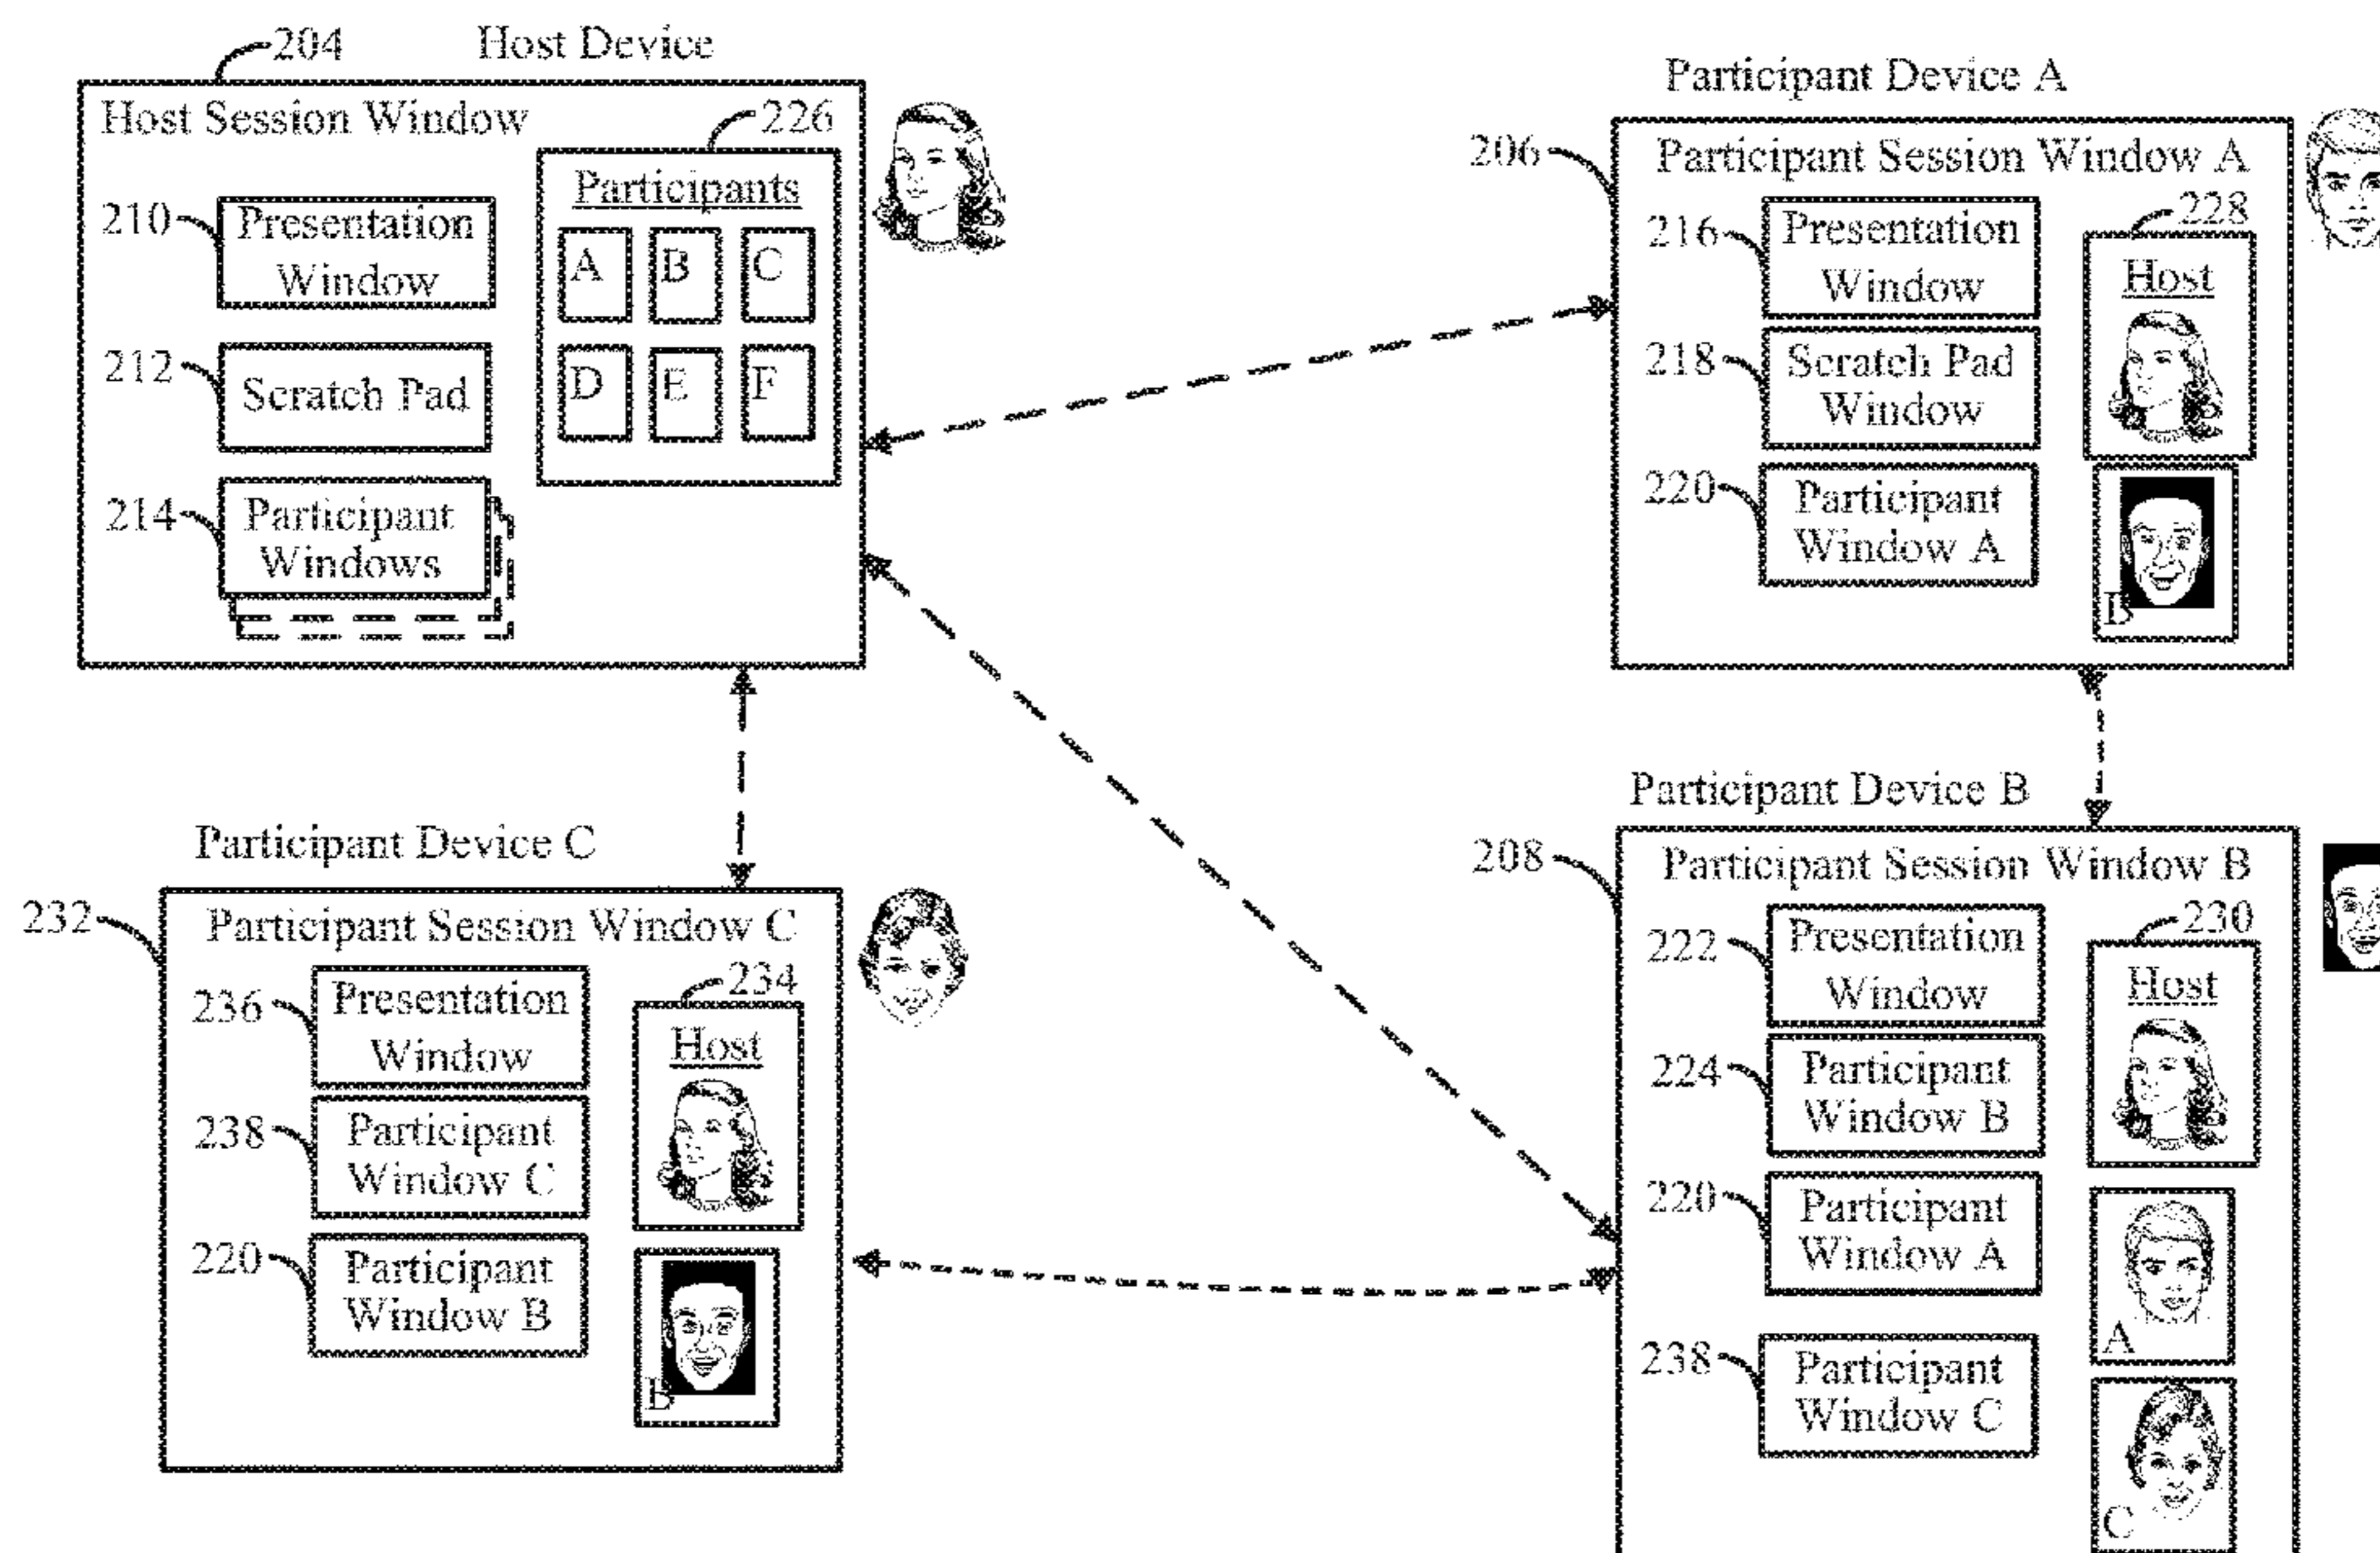 204 Host Device
Host Session Window
226
Participants
210
Presentation
Window
A B C
212
Scratch Pad
D E F
214
Participant
Windows
Participant Device A
206
Participant Session Window A
216
Presentation
Window
228
Host
218
Scratch Pad
Window
220
Participant
Window A
B
Participant Device C
232
Participant Session Window C
236
Presentation
Window
234
Host
238
Participant
Window C
220
Participant
Window B
B
Participant Device B
208
Participant Session Window B
222
Presentation
Window
230
Host
224
Participant
Window B
220
Participant
Window A
A
238
Participant
Window C
C